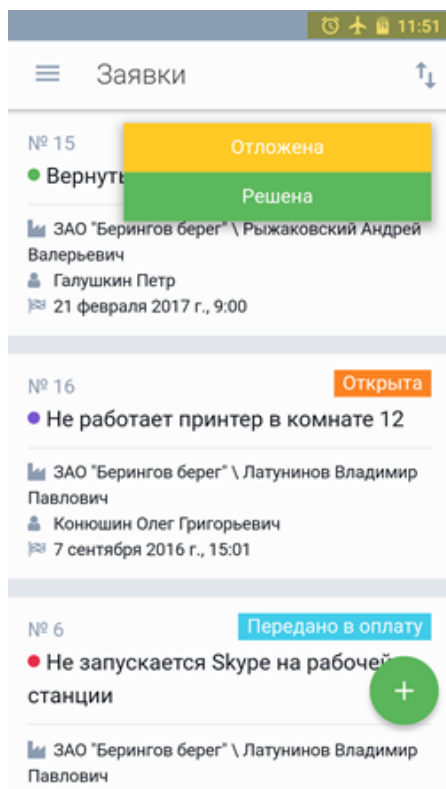 11:51
Заявки
№ 15
Отложена
Решена
ЗАО "Берингов берег" \ Рыжаковский Андрей
Валерьевич
Галушкин Петр
21 февраля 2017 г., 9:00
№ 16
Открыта
Не работает принтер в комнате 12
ЗАО "Берингов берег" \ Латунинов Владимир
Павлович
Конюшин Олег Григорьевич
7 сентября 2016 г., 15:01
№ 6
Передано в оплату
Не запускается Skype на рабочей
станции
ЗАО "Берингов берег" \ Латунинов Владимир
Павлович